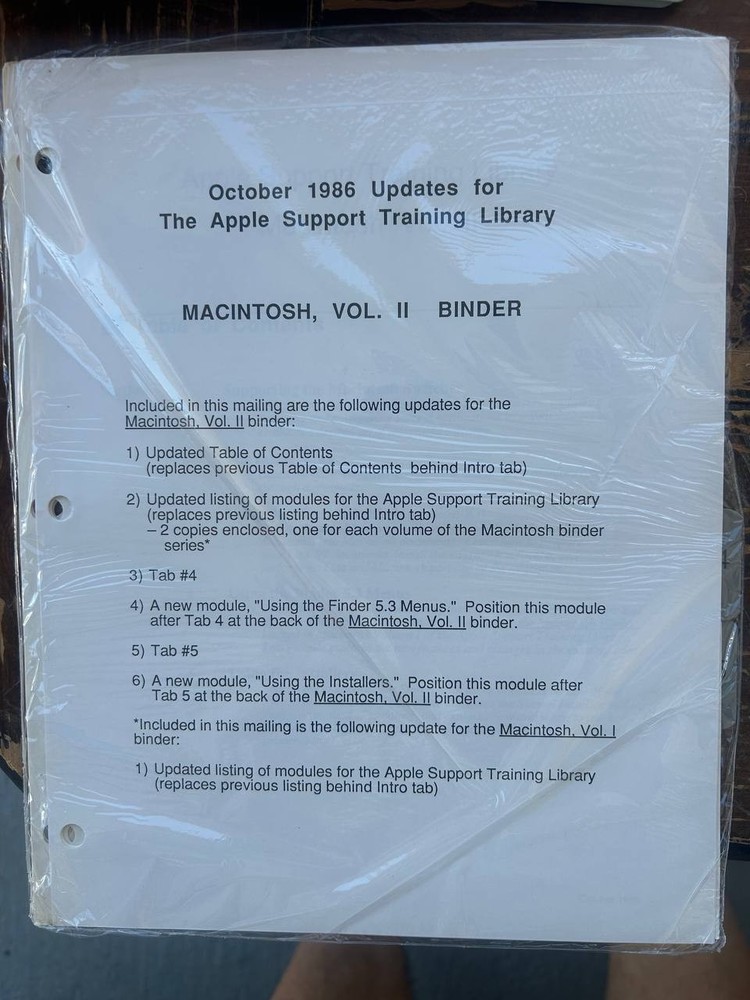 October 1986 Updates for
The Apple Support Training Library
MACINTOSH, VOL. II BINDER
Included in this mailing are the following updates for the
Macintosh, Vol. II binder:
1) Updated Table of Contents
(replaces previous Table of Contents behind Intro tab)
2) Updated listing of modules for the Apple Support Training Library
(replaces previous listing behind Intro tab)
– 2 copies enclosed, one for each volume of the Macintosh binder
series*
3) Tab #4
4) A new module, "Using the Finder 5.3 Menus." Position this module
after Tab 4 at the back of the Macintosh, Vol. II binder.
5) Tab #5
6) A new module, "Using the Installers." Position this module after
Tab 5 at the back of the Macintosh, Vol. II binder.
*Included in this mailing is the following update for the Macintosh, Vol. I
binder:
1) Updated listing of modules for the Apple Support Training Library
(replaces previous listing behind Intro tab)